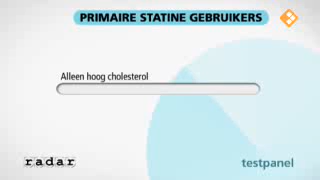 PRIMAIRE STATINE GEBRUIKERS
Alleen hoog cholesterol
radar
testpanel